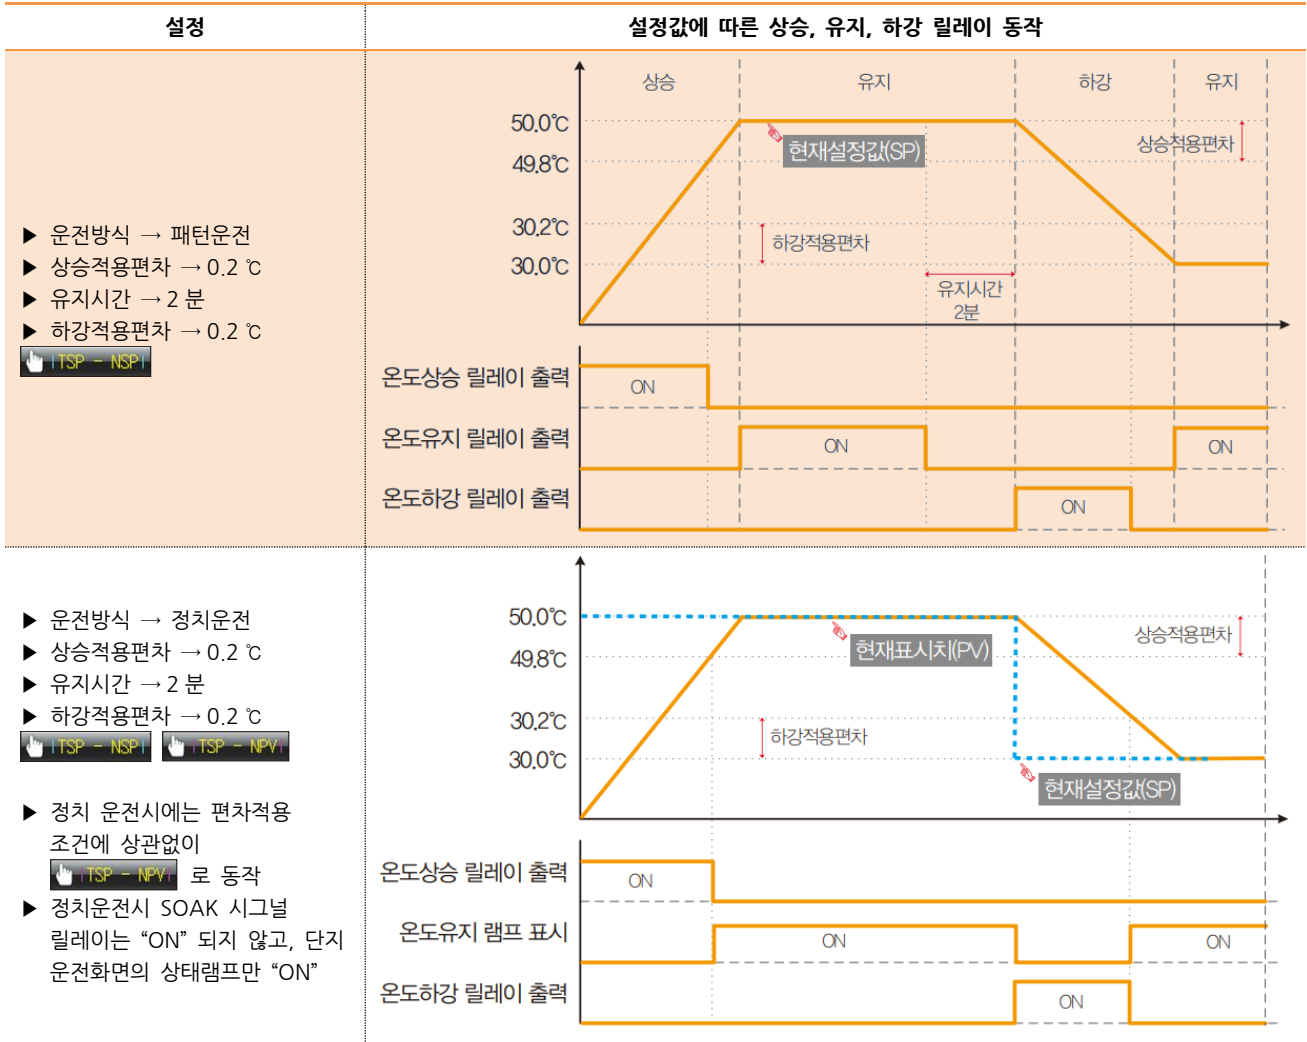 설정
설정값에 따른 상승, 유지, 하강 릴레이 동작
▶ 운전방식 → 패턴운전
▶ 상승적용편차 → 0.2 ℃
▶ 유지시간 → 2 분
▶ 하강적용편차 → 0.2 ℃
|TSP - NSP|
상승
유지
하강
유지
50.0℃
49.8℃
30.2℃
30.0℃
현재설정값(SP)
상승적용편차
하강적용편차
유지시간
2분
온도상승 릴레이 출력
ON
온도유지 릴레이 출력
ON
ON
온도하강 릴레이 출력
ON
▶ 운전방식 → 정치운전
▶ 상승적용편차 → 0.2 ℃
▶ 유지시간 → 2 분
▶ 하강적용편차 → 0.2 ℃
|TSP - NSP| |TSP - NPV|
▶ 정치 운전시에는 편차적용
조건에 상관없이
|TSP - NPV| 로 동작
▶ 정치운전시 SOAK 시그널
릴레이는 “ON” 되지 않고, 단지
운전화면의 상태램프만 “ON”
50.0℃
49.8℃
30.2℃
30.0℃
현재표시치(PV)
상승적용편차
하강적용편차
현재설정값(SP)
온도상승 릴레이 출력
ON
온도유지 램프 표시
ON
ON
온도하강 릴레이 출력
ON